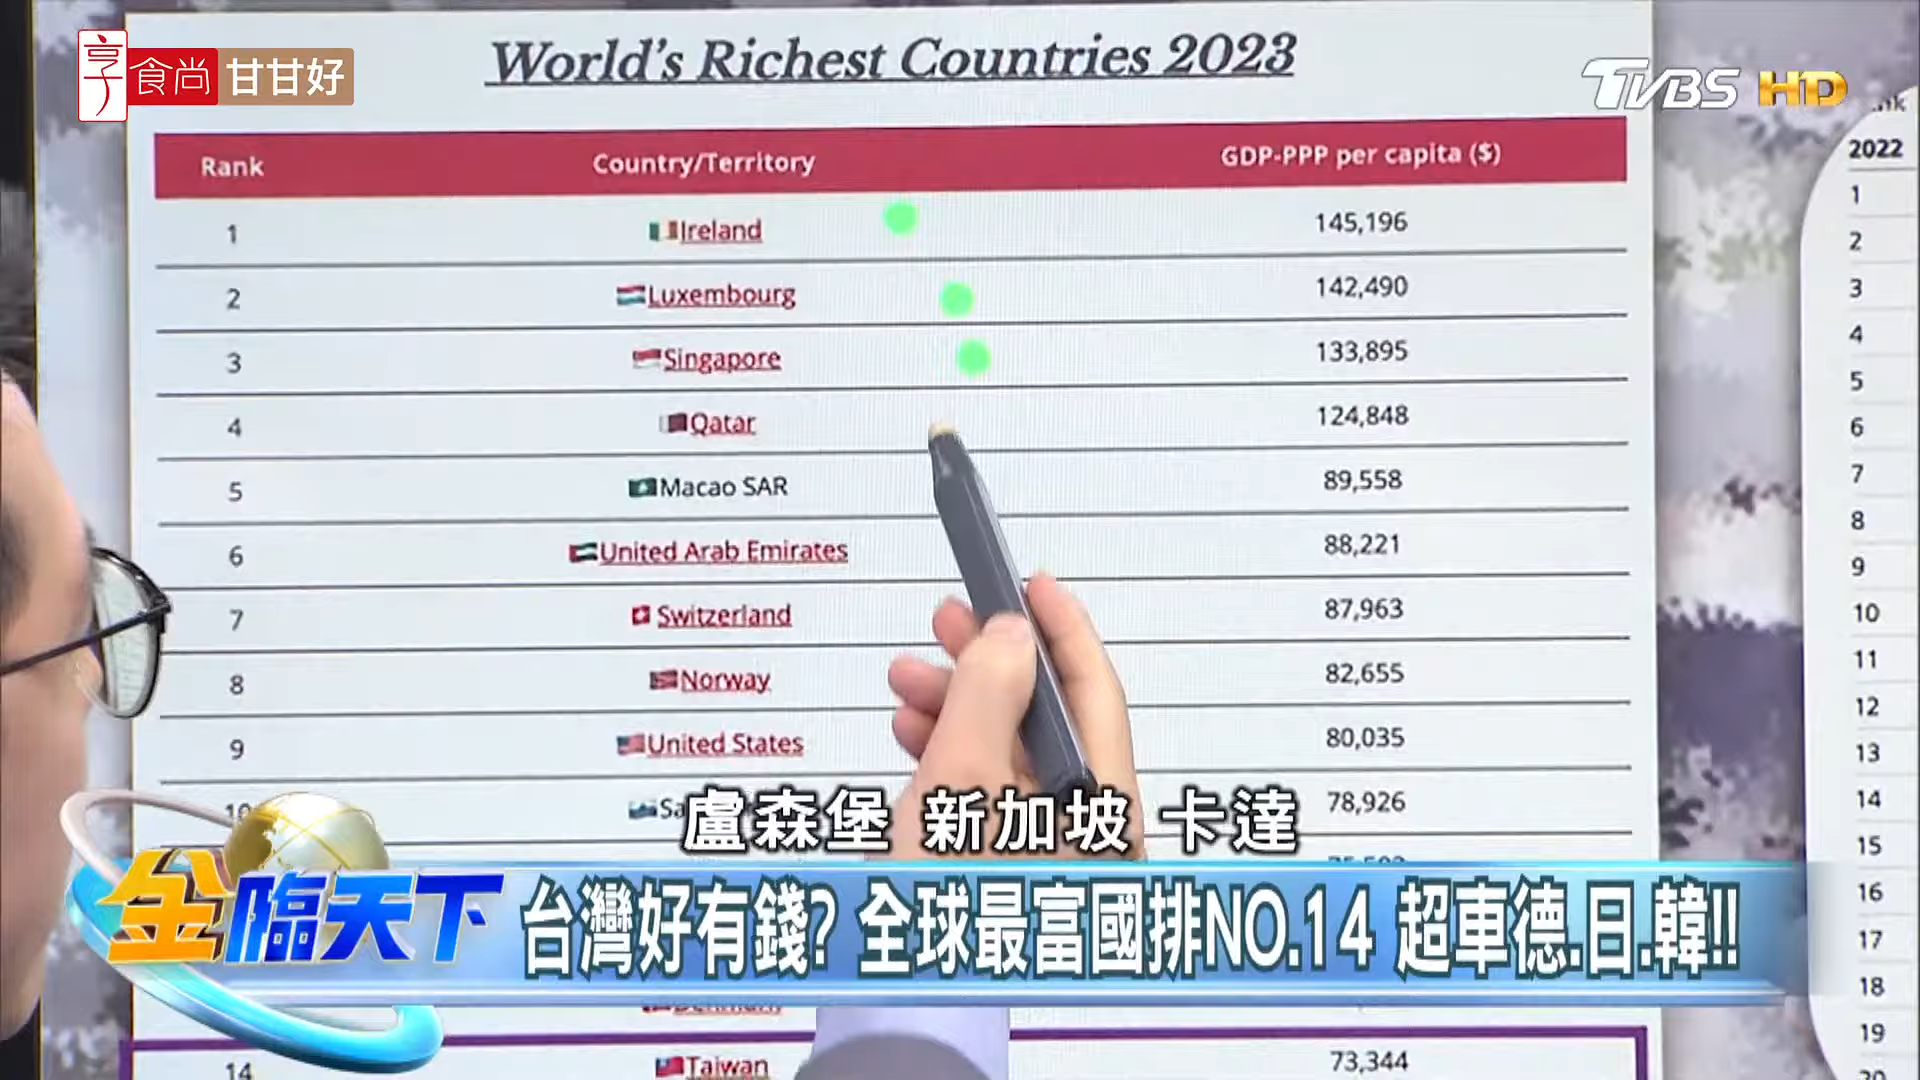 享 食尚 甘甘好
World's Richest Countries 2023
TVBS HD
Rank Country/Territory GDP-PPP per capita ($)
1 Ireland 145,196
2 Luxembourg 142,490
3 Singapore 133,895
4 Qatar 124,848
5 Macao SAR 89,558
6 United Arab Emirates 88,221
7 Switzerland 87,963
8 Norway 82,655
9 United States 80,035
10 78,926
盧森堡 新加坡 卡達
金臨天下
台灣好有錢? 全球最富國排NO.14 超車德.日.韓!!
Denmark
14 Taiwan 73,344
2022
1
2
3
4
5
6
7
8
9
10
11
12
13
14
15
16
17
18
19
20